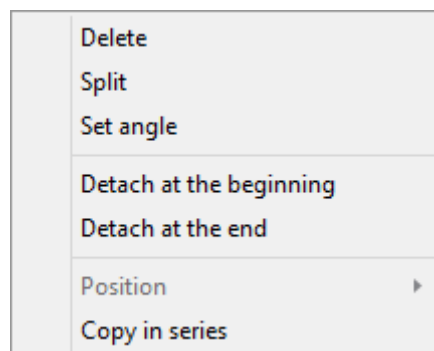 Delete
Split
Set angle
Detach at the beginning
Detach at the end
Position
Copy in series